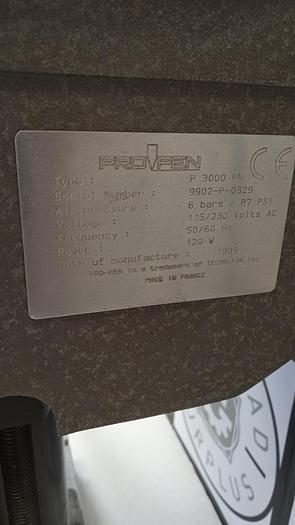 PRO PEN
CE
Type : P 3000 PN
Serial Number : 9902-P-0329
Air pressure : 6 bars / 87 PSI
Voltage : 115/230 Volts AC
Frequency : 50/60 Hz
Power : 120 W
Date of manufacture : 1999
PRO-PEN is a trademark of TECHNIFOR,Inc
MADE IN FRANCE